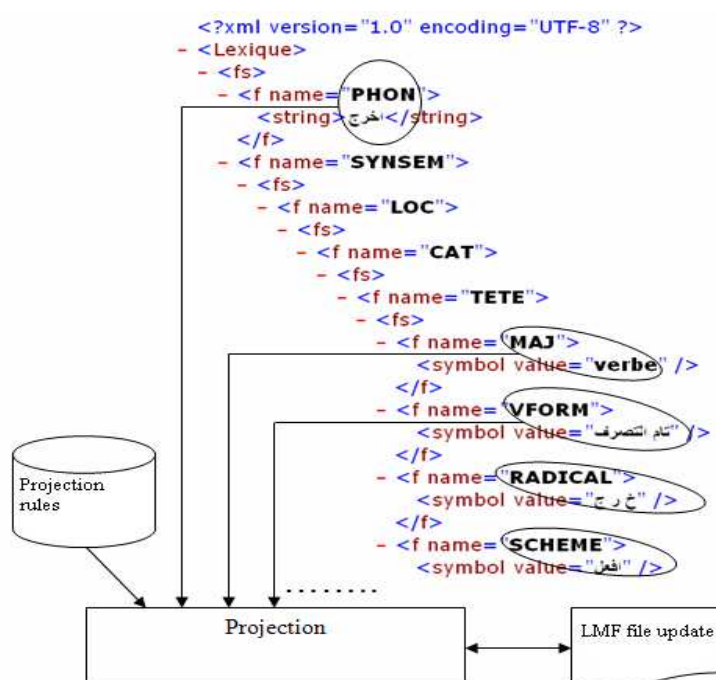 <?xml version="1.0" encoding="UTF-8" ?>
- <Lexique>
- <fs>
- <f name="PHON">
<string>اخرج</string>
</f>
- <f name="SYNSEM">
- <fs>
- <f name="LOC">
- <fs>
- <f name="CAT">
- <fs>
- <f name="TETE">
- <fs>
- <f name="MAJ">
<symbol value="verbe" />
</f>
- <f name="VFORM">
<symbol value="تام التصرف" />
</f>
- <f name="RADICAL">
<symbol value="خ ر ج" />
</f>
- <f name="SCHEME">
<symbol value="افعل" />
........
Projection
rules
Projection
LMF file update